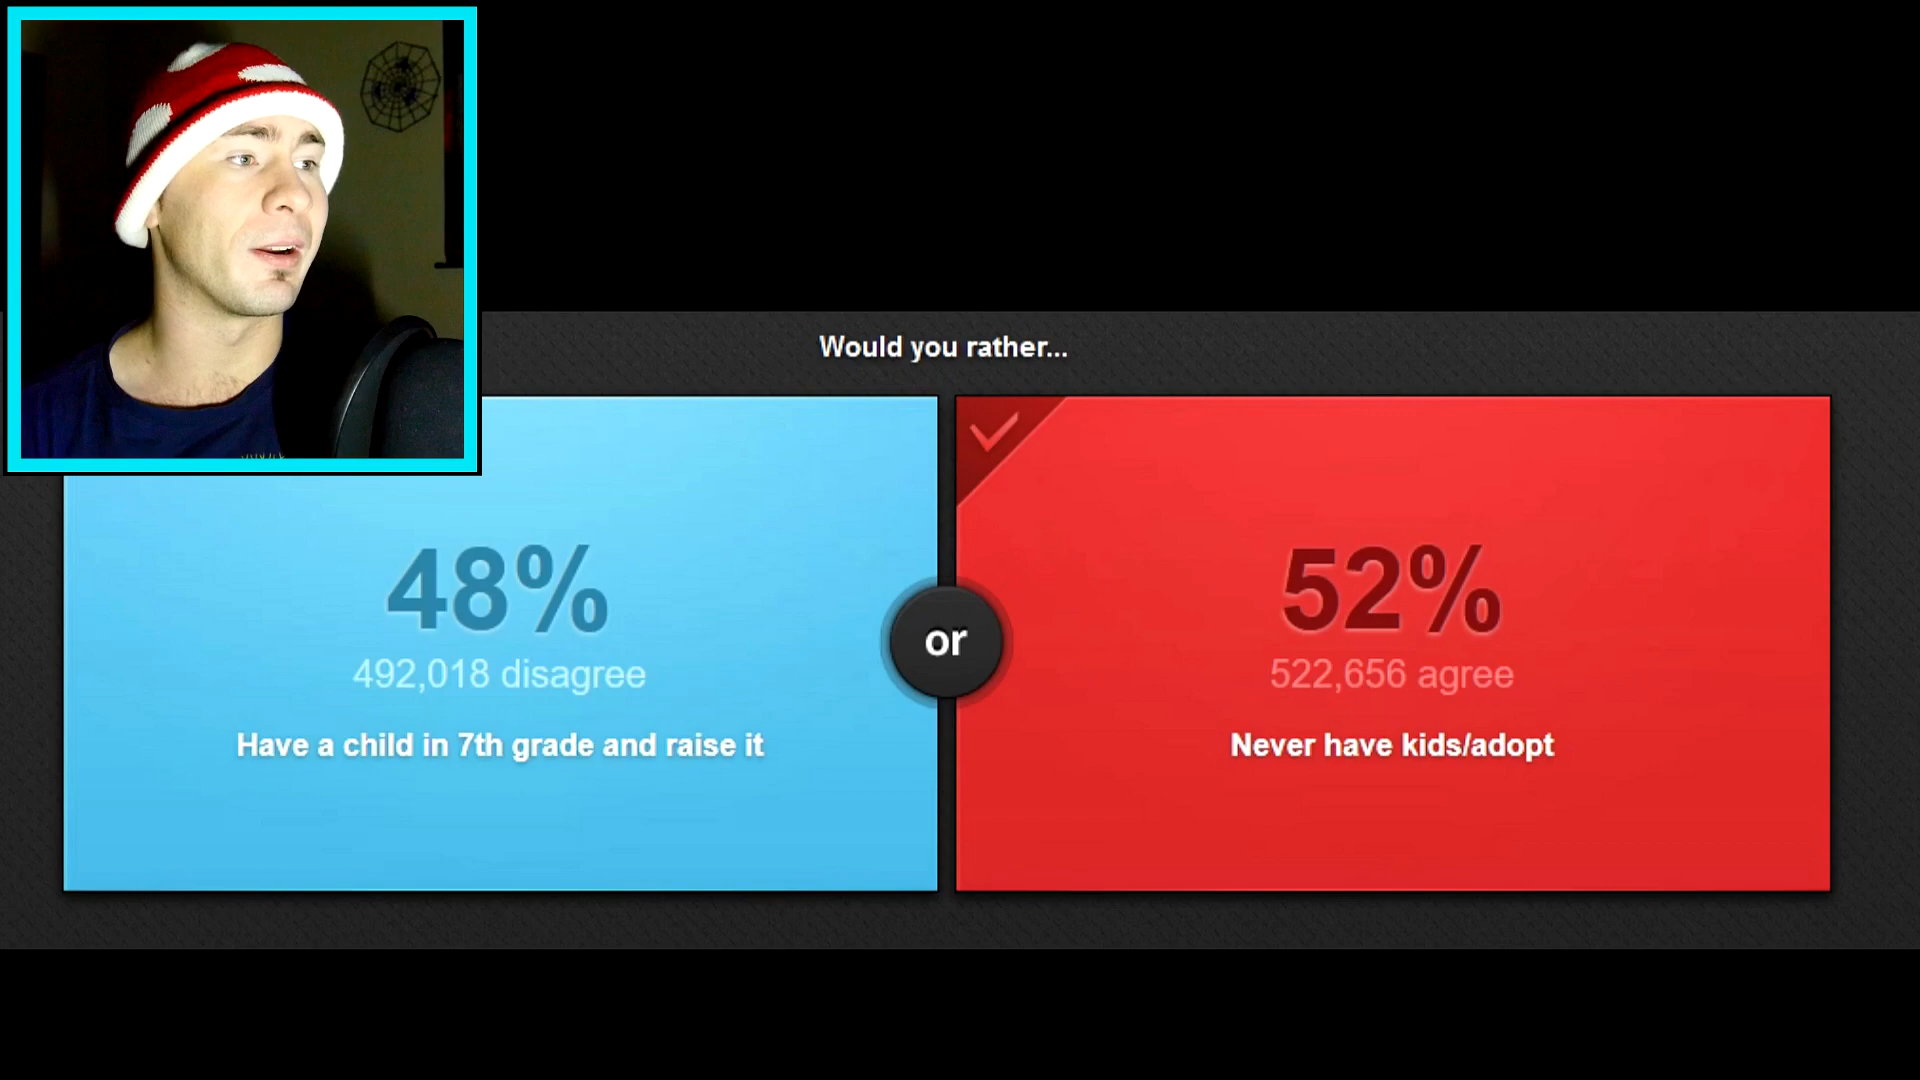 Would you rather...
48%
492,018 disagree
Have a child in 7th grade and raise it
or
52%
522,656 agree
Never have kids/adopt